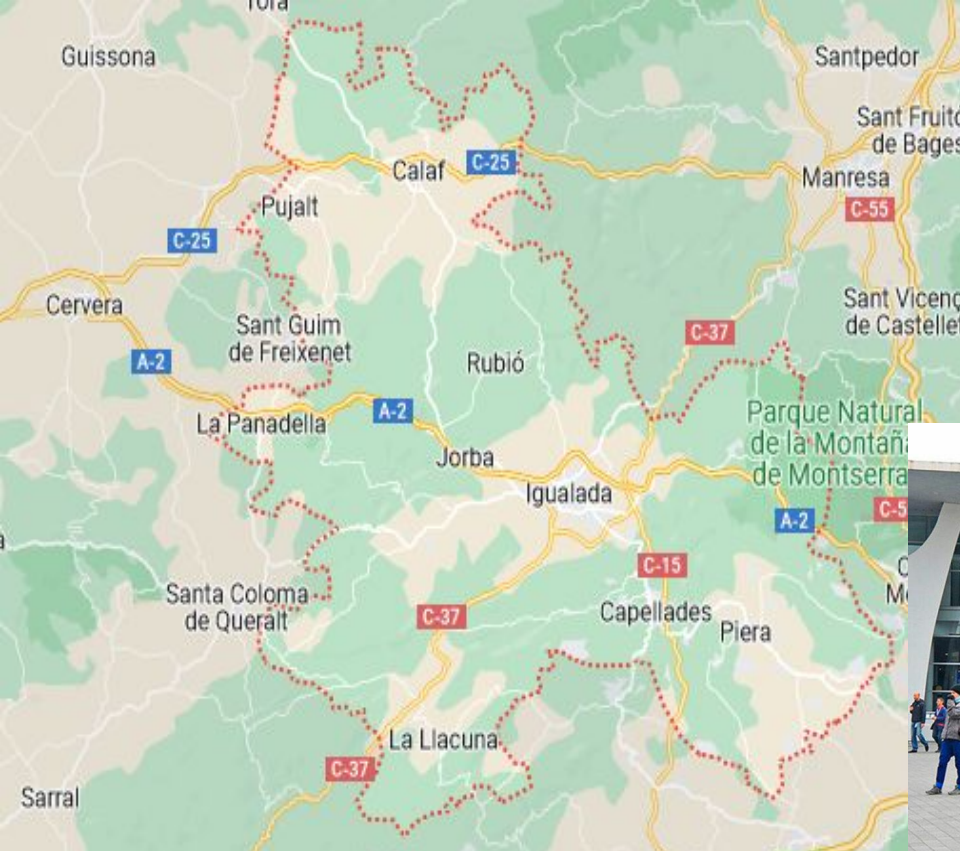 Torà
Guissona
Santpedor
Sant Fruitó
de Bages
Calaf
C-25
Manresa
C-55
Pujalt
C-25
Cervera
Sant Vicenç
de Castellet
Sant Guim
de Freixenet
C-37
A-2
Rubió
A-2
La Panadella
Parque Natural
de la Montaña
de Montserra
Jorba
Igualada
A-2
C-5
C-15
Santa Coloma
de Queralt
C-37
Capellades
Piera
La Llacuna
C-37
Sarral